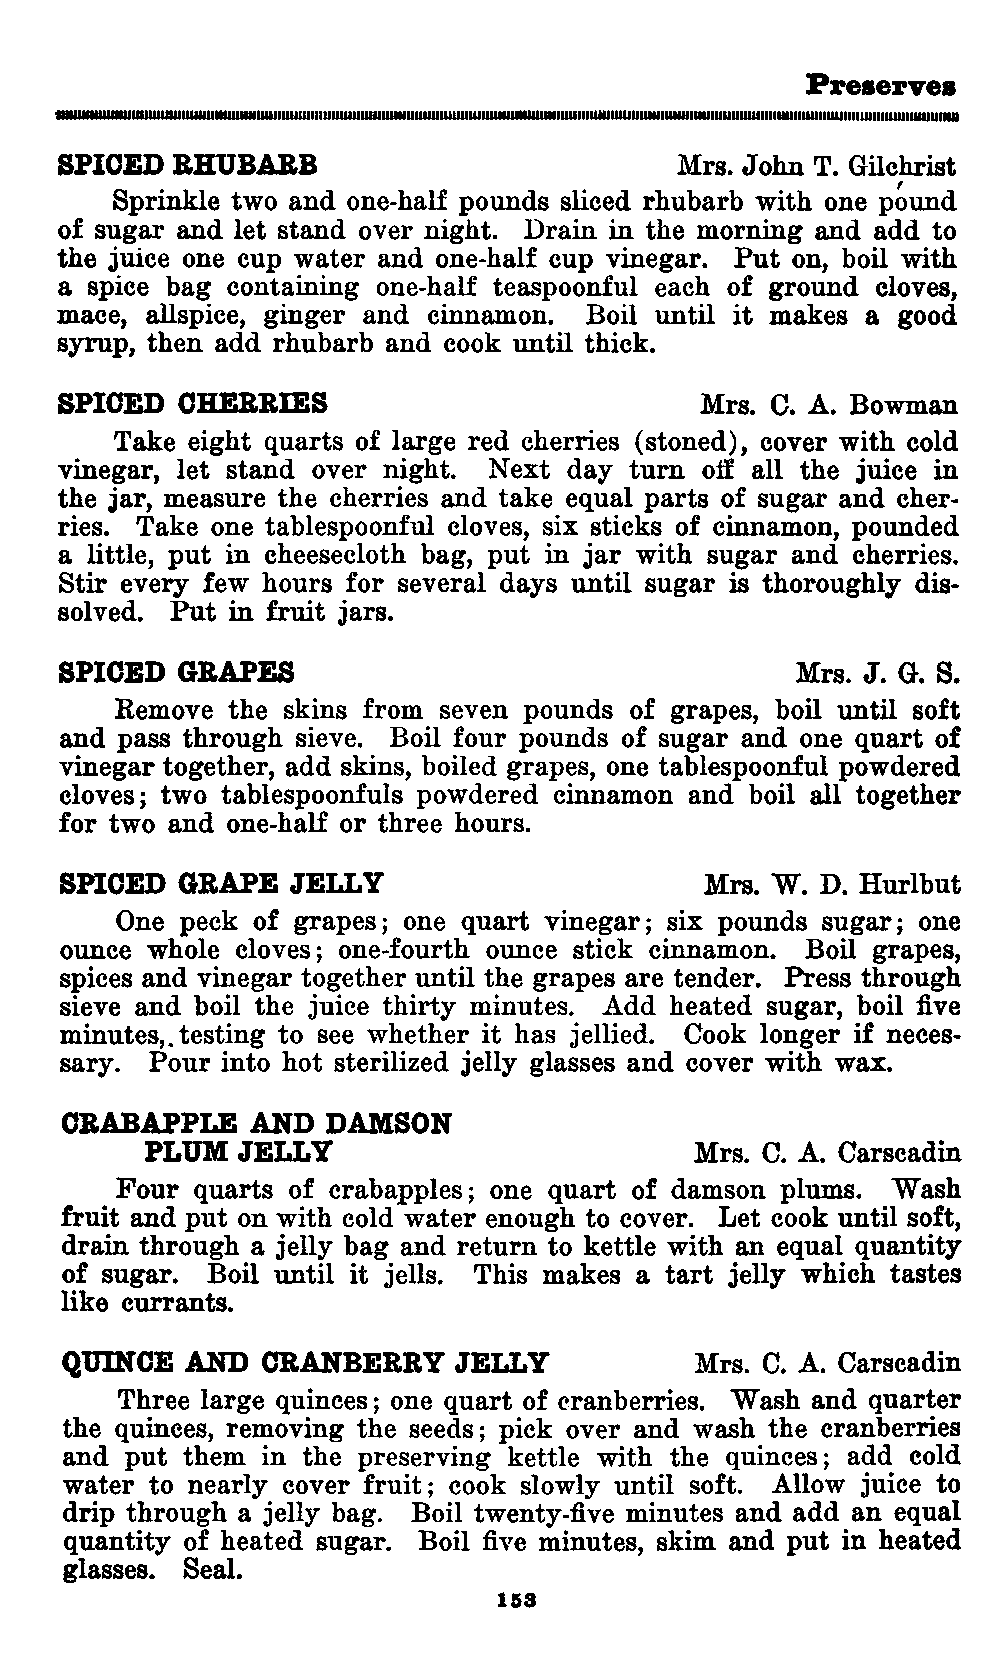 Preserves
SPICED RHUBARB Mrs. John T. Gilchrist
Sprinkle two and one-half pounds sliced rhubarb with one pound
of sugar and let stand over night. Drain in the morning and add to
the juice one cup water and one-half cup vinegar. Put on, boil with
a spice bag containing one-half teaspoonful each of ground cloves,
mace, allspice, ginger and cinnamon. Boil until it makes a good
syrup, then add rhubarb and cook until thick.
SPICED CHERRIES Mrs. C. A. Bowman
Take eight quarts of large red cherries (stoned), cover with cold
vinegar, let stand over night. Next day turn off all the juice in
the jar, measure the cherries and take equal parts of sugar and cher-
ries. Take one tablespoonful cloves, six sticks of cinnamon, pounded
a little, put in cheesecloth bag, put in jar with sugar and cherries.
Stir every few hours for several days until sugar is thoroughly dis-
solved. Put in fruit jars.
SPICED GRAPES Mrs. J. G. S.
Remove the skins from seven pounds of grapes, boil until soft
and pass through sieve. Boil four pounds of sugar and one quart of
vinegar together, add skins, boiled grapes, one tablespoonful powdered
cloves; two tablespoonfuls powdered cinnamon and boil all together
for two and one-half or three hours.
SPICED GRAPE JELLY Mrs. W. D. Hurlbut
One peck of grapes; one quart vinegar; six pounds sugar; one
ounce whole cloves; one-fourth ounce stick cinnamon. Boil grapes,
spices and vinegar together until the grapes are tender. Press through
sieve and boil the juice thirty minutes. Add heated sugar, boil five
minutes, testing to see whether it has jellied. Cook longer if neces-
sary. Pour into hot sterilized jelly glasses and cover with wax.
CRABAPPLE AND DAMSON
PLUM JELLY Mrs. C. A. Carscadin
Four quarts of crabapples; one quart of damson plums. Wash
fruit and put on with cold water enough to cover. Let cook until soft,
drain through a jelly bag and return to kettle with an equal quantity
of sugar. Boil until it jells. This makes a tart jelly which tastes
like currants.
QUINCE AND CRANBERRY JELLY Mrs. C. A. Carscadin
Three large quinces; one quart of cranberries. Wash and quarter
the quinces, removing the seeds; pick over and wash the cranberries
and put them in the preserving kettle with the quinces; add cold
water to nearly cover fruit; cook slowly until soft. Allow juice to
drip through a jelly bag. Boil twenty-five minutes and add an equal
quantity of heated sugar. Boil five minutes, skim and put in heated
glasses. Seal.
153